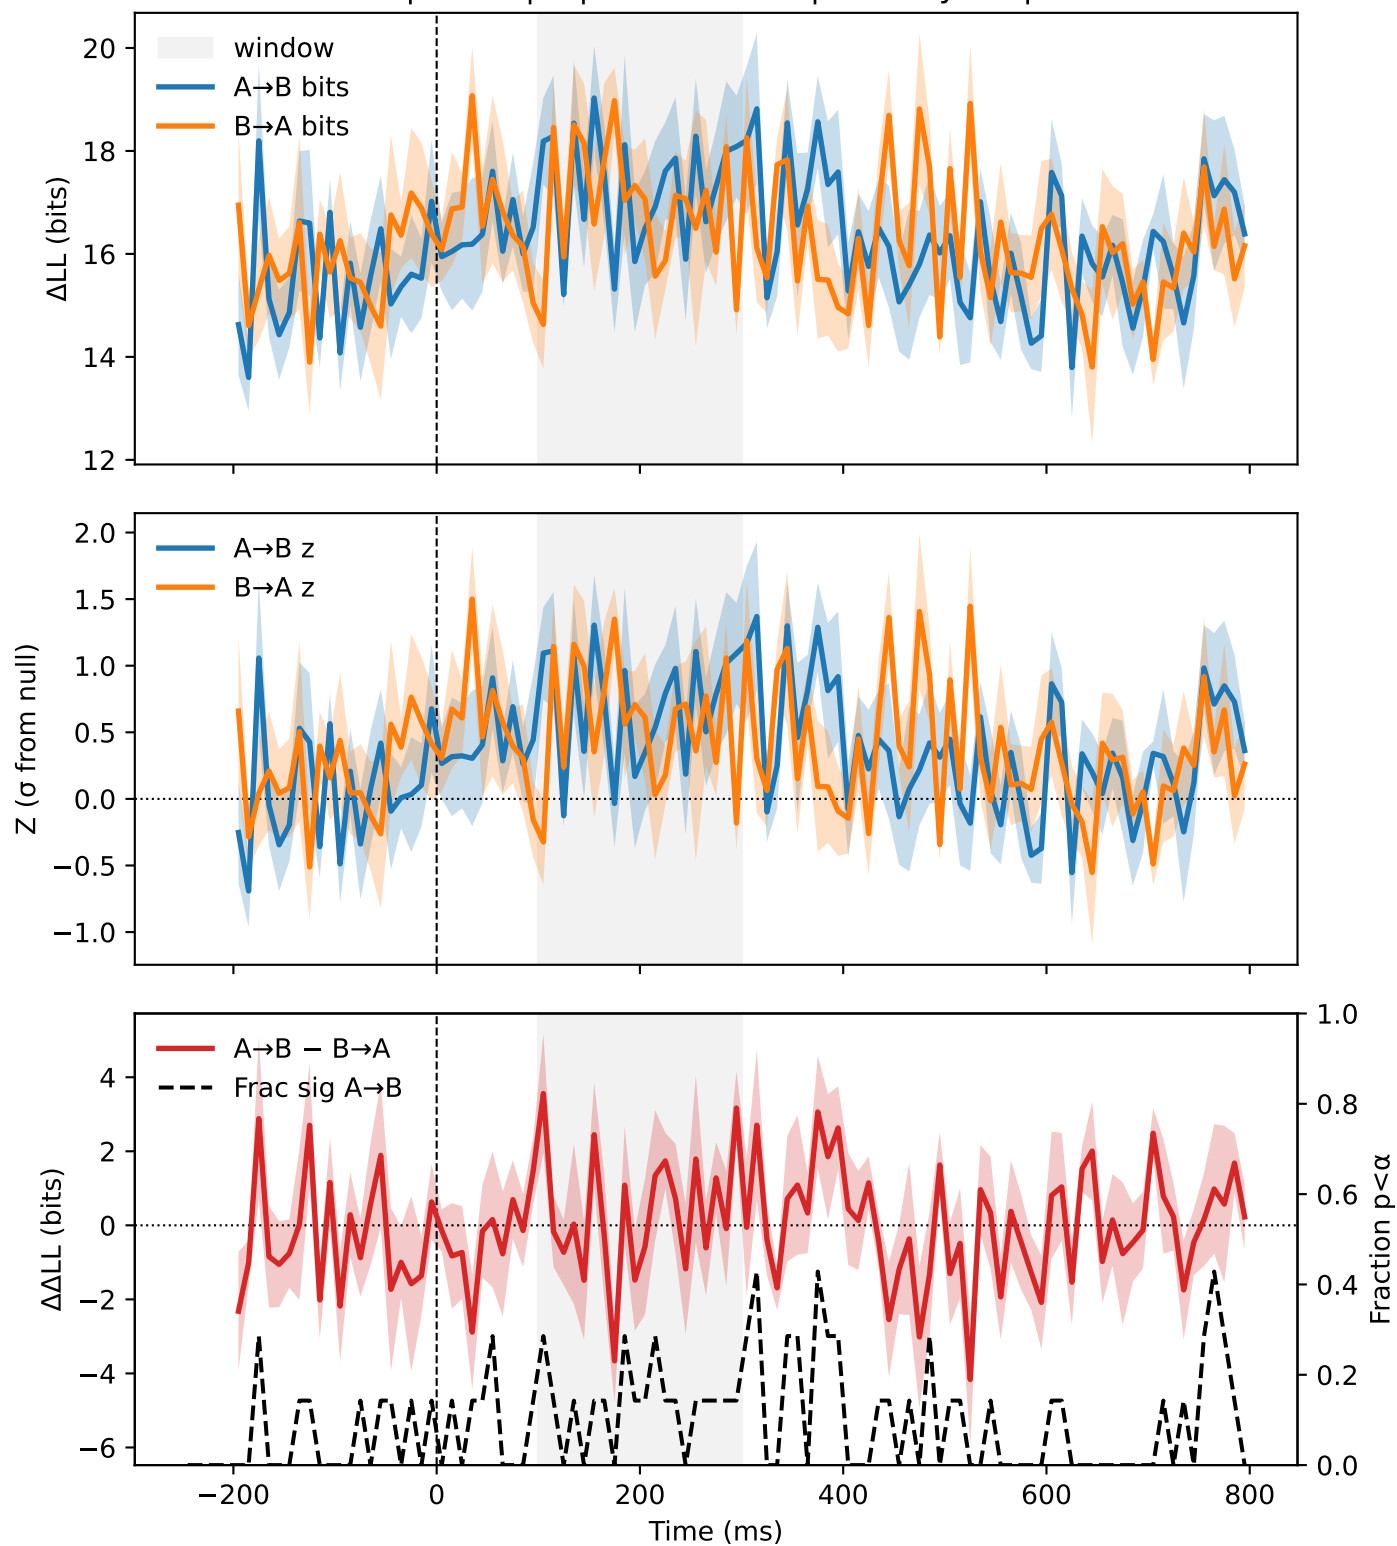 20
18
16
14
12
ΔLL (bits)
window
A→B bits
B→A bits
2.0
1.5
1.0
0.5
0.0
−0.5
−1.0
Z (σ from null)
A→B z
B→A z
4
2
0
−2
−4
−6
ΔΔLL (bits)
A→B − B→A
Frac sig A→B
1.0
0.8
0.6
0.4
0.2
0.0
Fraction p<α
−200
0
200
400
600
800
Time (ms)